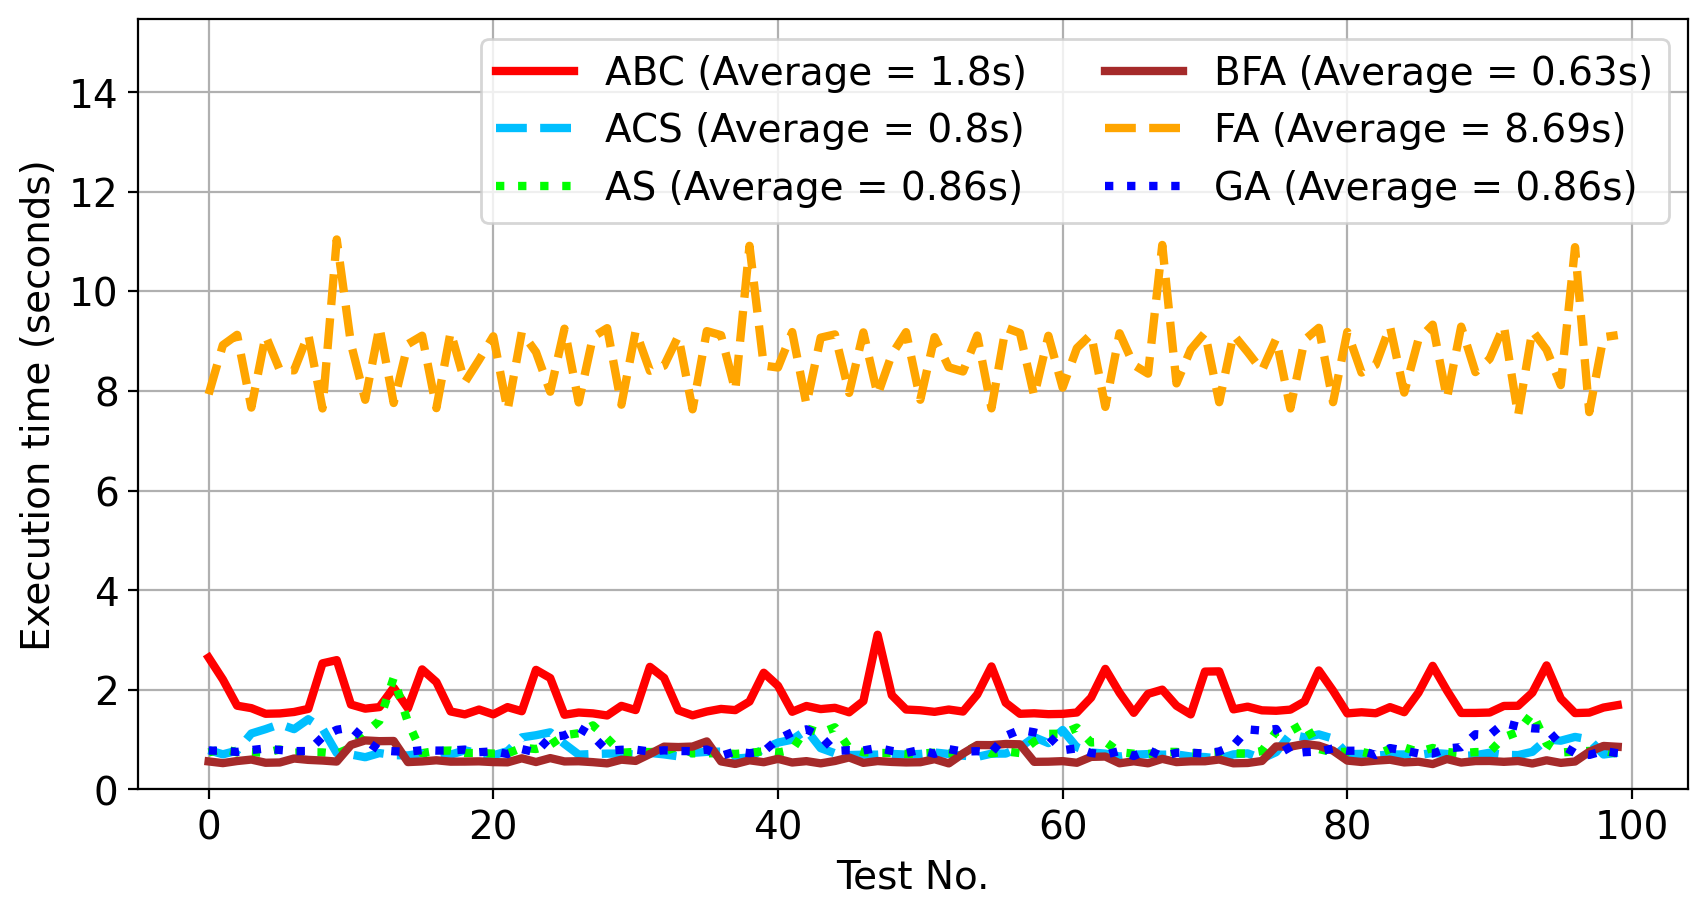 ABC (Average = 1.8s)
ACS (Average = 0.8s)
AS (Average = 0.86s)
BFA (Average = 0.63s)
FA (Average = 8.69s)
GA (Average = 0.86s)
Execution time (seconds)
14
12
10
8
6
4
2
0
0 20 40 60 80 100
Test No.